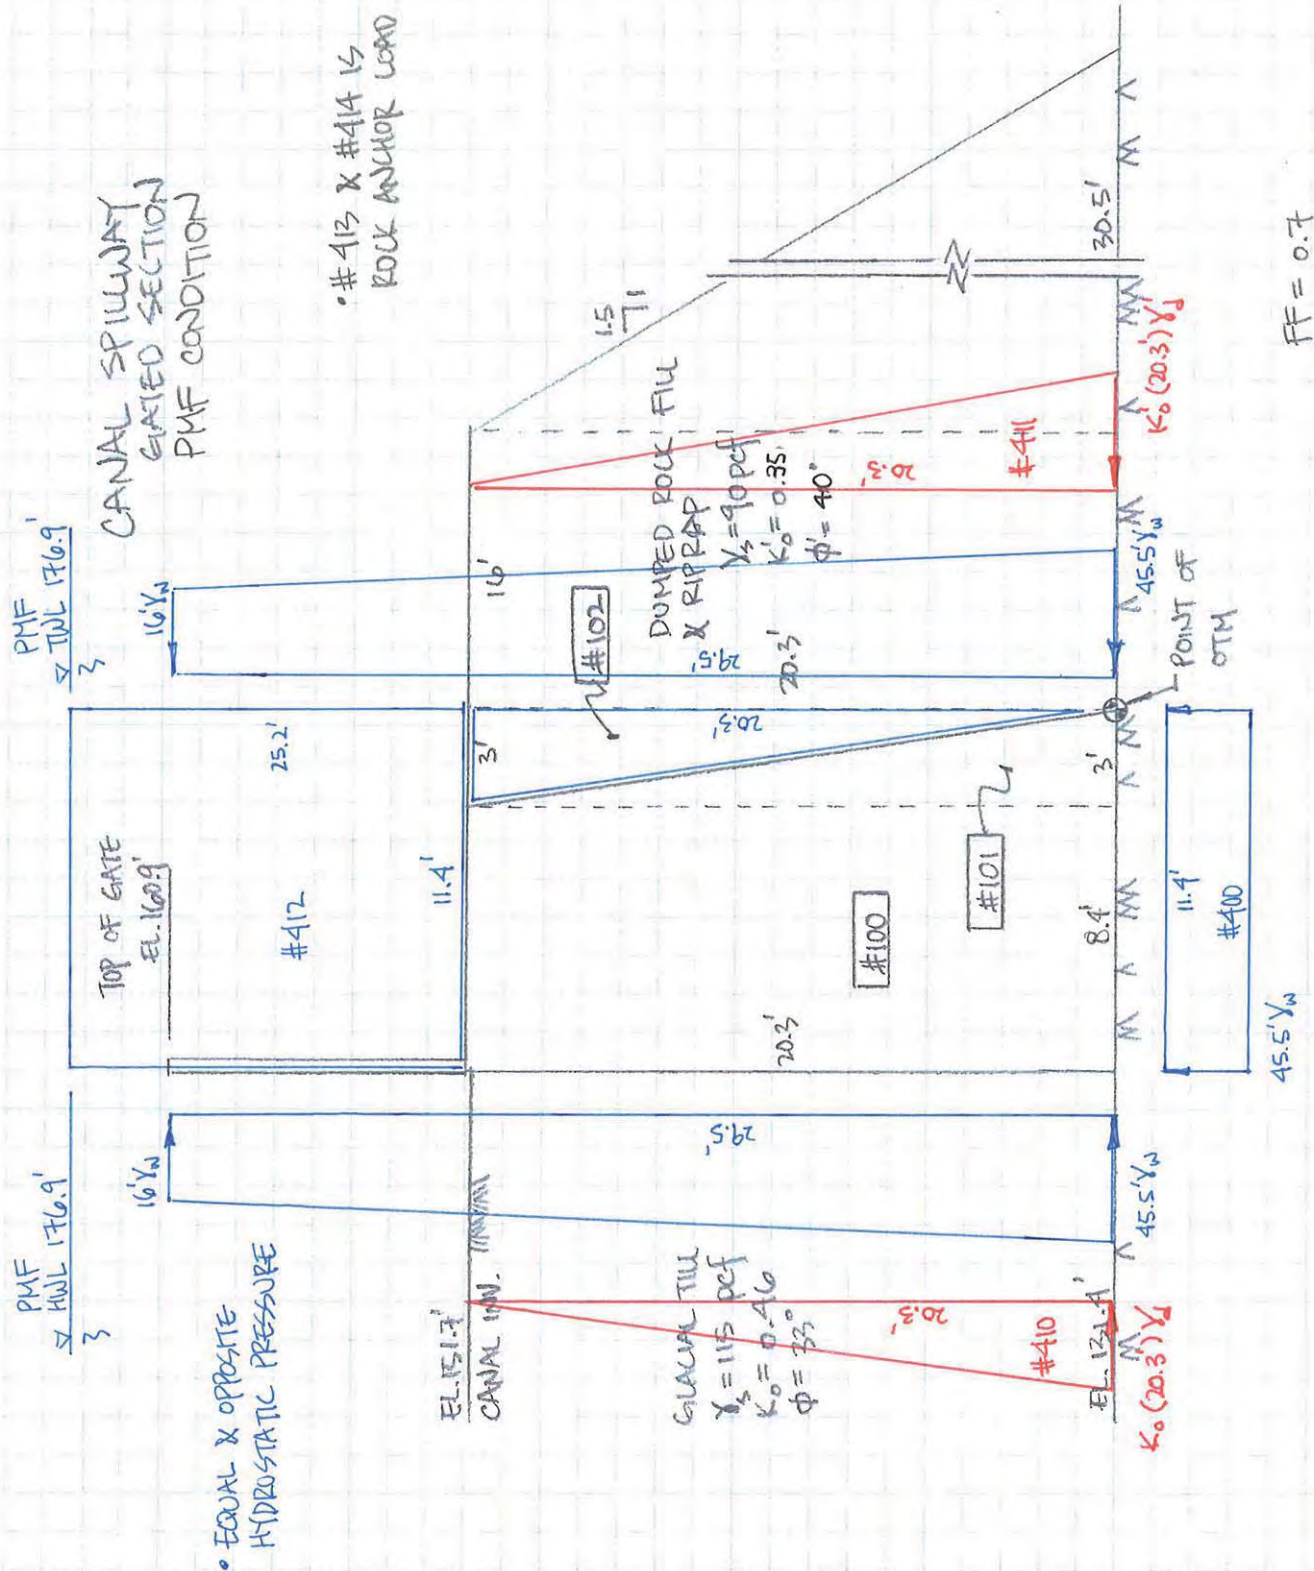 CANAL SPILLWAY
GATED SECTION
PMF CONDITION
• #413 & #414 IS
ROCK ANCHOR LOAD
PMF
HWL 176.9'
PMF
TWL 176.9'
• EQUAL & OPPOSITE
HYDROSTATIC PRESSURE
16'γw
TOP OF GATE
EL. 160.9'
#412
25.2'
16'γw
EL. 151.7'
CANAL INV.
11.4'
3'
16'
1.5
1
GLACIAL TILL
γs = 115 pcf
K₀ = 0.46
φ = 33°
20.3'
#410
29.5'
20.3'
#100
#101
20.3'
#102
29.5'
DUMPED ROCK FILL
& RIPRAP
20.3'
γs = 90 pcf
K₀' = 0.35
φ' = 40°
20.3'
#411
EL. 131.4'
K₀(20.3')γd
45.5'γw
8.4'
3'
POINT OF
OTM
45.5'γw
K₀'(20.3')γd'
30.5'
11.4'
#400
45.5'γw
FF = 0.7